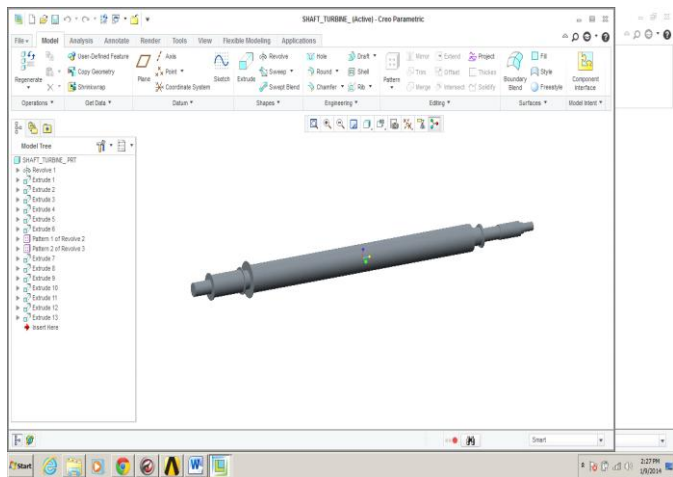 SHAFT_TURBINE_ (Active) - Creo Parametric
File Model Analysis Annotate Render Tools View Flexible Modeling Applications
Regenerate
User-Defined Feature
Copy Geometry
Shrinkwrap
Plane
Axis
Point
Coordinate System
Sketch
Extrude
Revolve
Sweep
Swept Blend
Hole
Round
Chamfer
Draft
Shell
Rib
Pattern
Mirror
Trim
Merge
Extend
Offset
Intersect
Project
Thicken
Solidify
Boundary Blend
Fill
Style
Freestyle
Component Interface
Operations Get Data Datum Shapes Engineering Editing Surfaces Model Intent
Model Tree
SHAFT_TURBINE_.PRT
Revolve 1
Extrude 1
Extrude 2
Extrude 3
Extrude 4
Extrude 5
Extrude 6
Pattern 1 of Revolve 2
Pattern 2 of Revolve 3
Extrude 7
Extrude 8
Extrude 9
Extrude 10
Extrude 11
Extrude 12
Extrude 13
Insert Here
Smart
Start
2:27 PM
1/9/2014